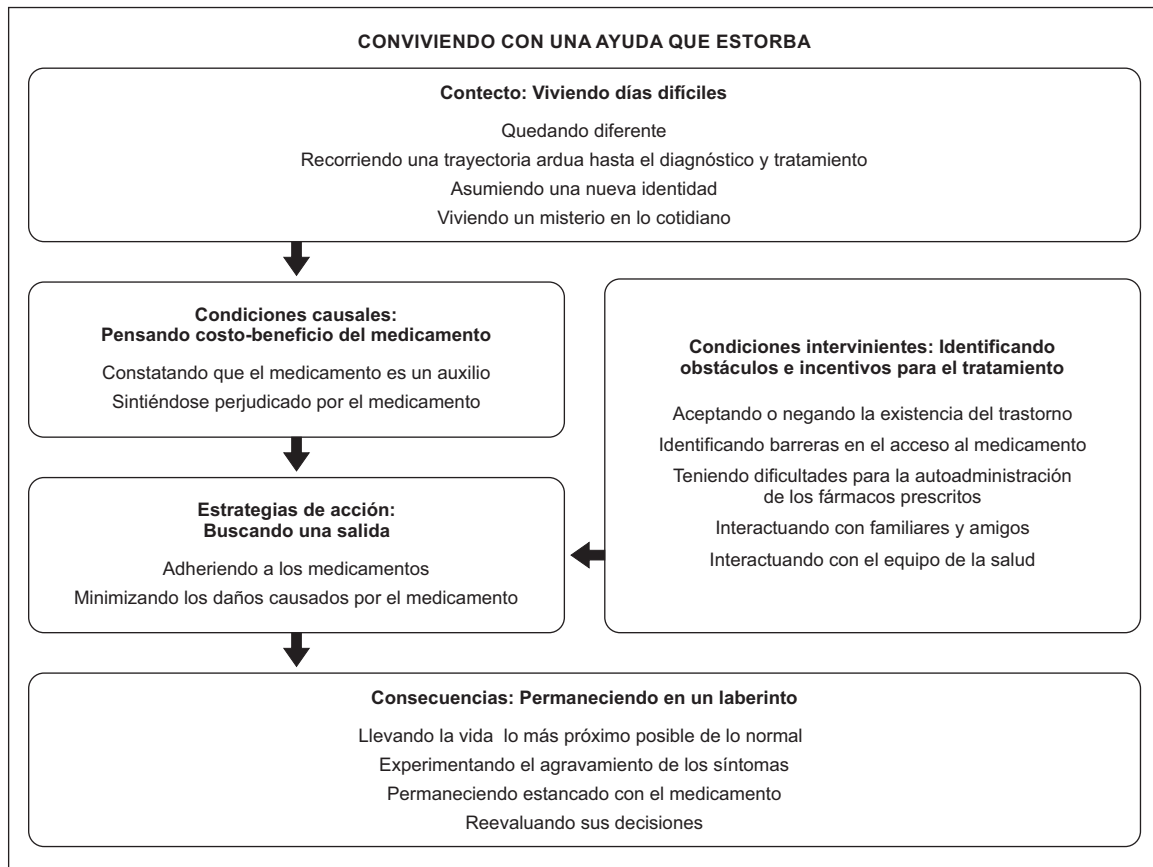 CONVIVIENDO CON UNA AYUDA QUE ESTORBA
Contecto: Viviendo días difíciles
Quedando diferente
Recorriendo una trayectoria ardua hasta el diagnóstico y tratamiento
Asumiendo una nueva identidad
Viviendo un misterio en lo cotidiano
Condiciones causales:
Pensando costo-beneficio del medicamento
Constatando que el medicamento es un auxilio
Sintiéndose perjudicado por el medicamento
Condiciones intervinientes: Identificando
obstáculos e incentivos para el tratamiento
Aceptando o negando la existencia del trastorno
Identificando barreras en el acceso al medicamento
Teniendo dificultades para la autoadministración
de los fármacos prescritos
Interactuando con familiares y amigos
Interactuando con el equipo de la salud
Estrategias de acción:
Buscando una salida
Adheriendo a los medicamentos
Minimizando los daños causados por el medicamento
Consecuencias: Permaneciendo en un laberinto
Llevando la vida lo más próximo posible de lo normal
Experimentando el agravamiento de los síntomas
Permaneciendo estancado con el medicamento
Reevaluando sus decisiones